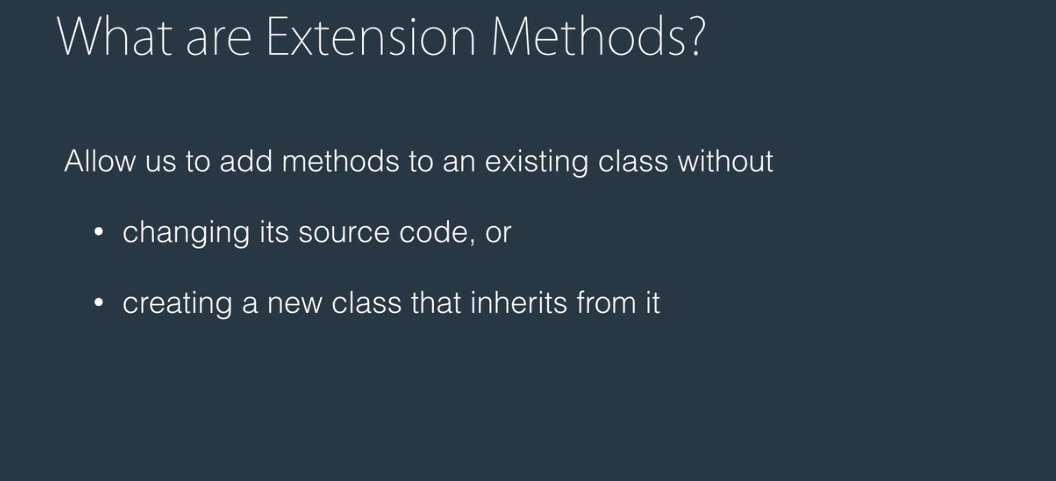 What are Extension Methods?
Allow us to add methods to an existing class without
• changing its source code, or
• creating a new class that inherits from it